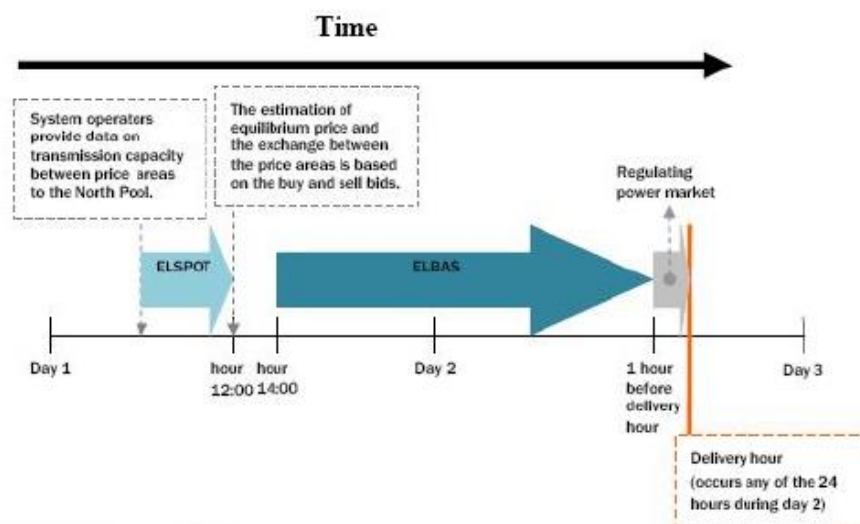 Time
System operators
provide data on
transmission capacity
between price areas
to the North Pool.
The estimation of
equilibrium price and
the exchange between
the price areas is based
on the buy and sell bids.
Regulating
power market
ELSPOT
ELBAS
Day 1
hour
12:00
hour
14:00
Day 2
1 hour
before
delivery
hour
Day 3
Delivery hour
(occurs any of the 24
hours during day 2)